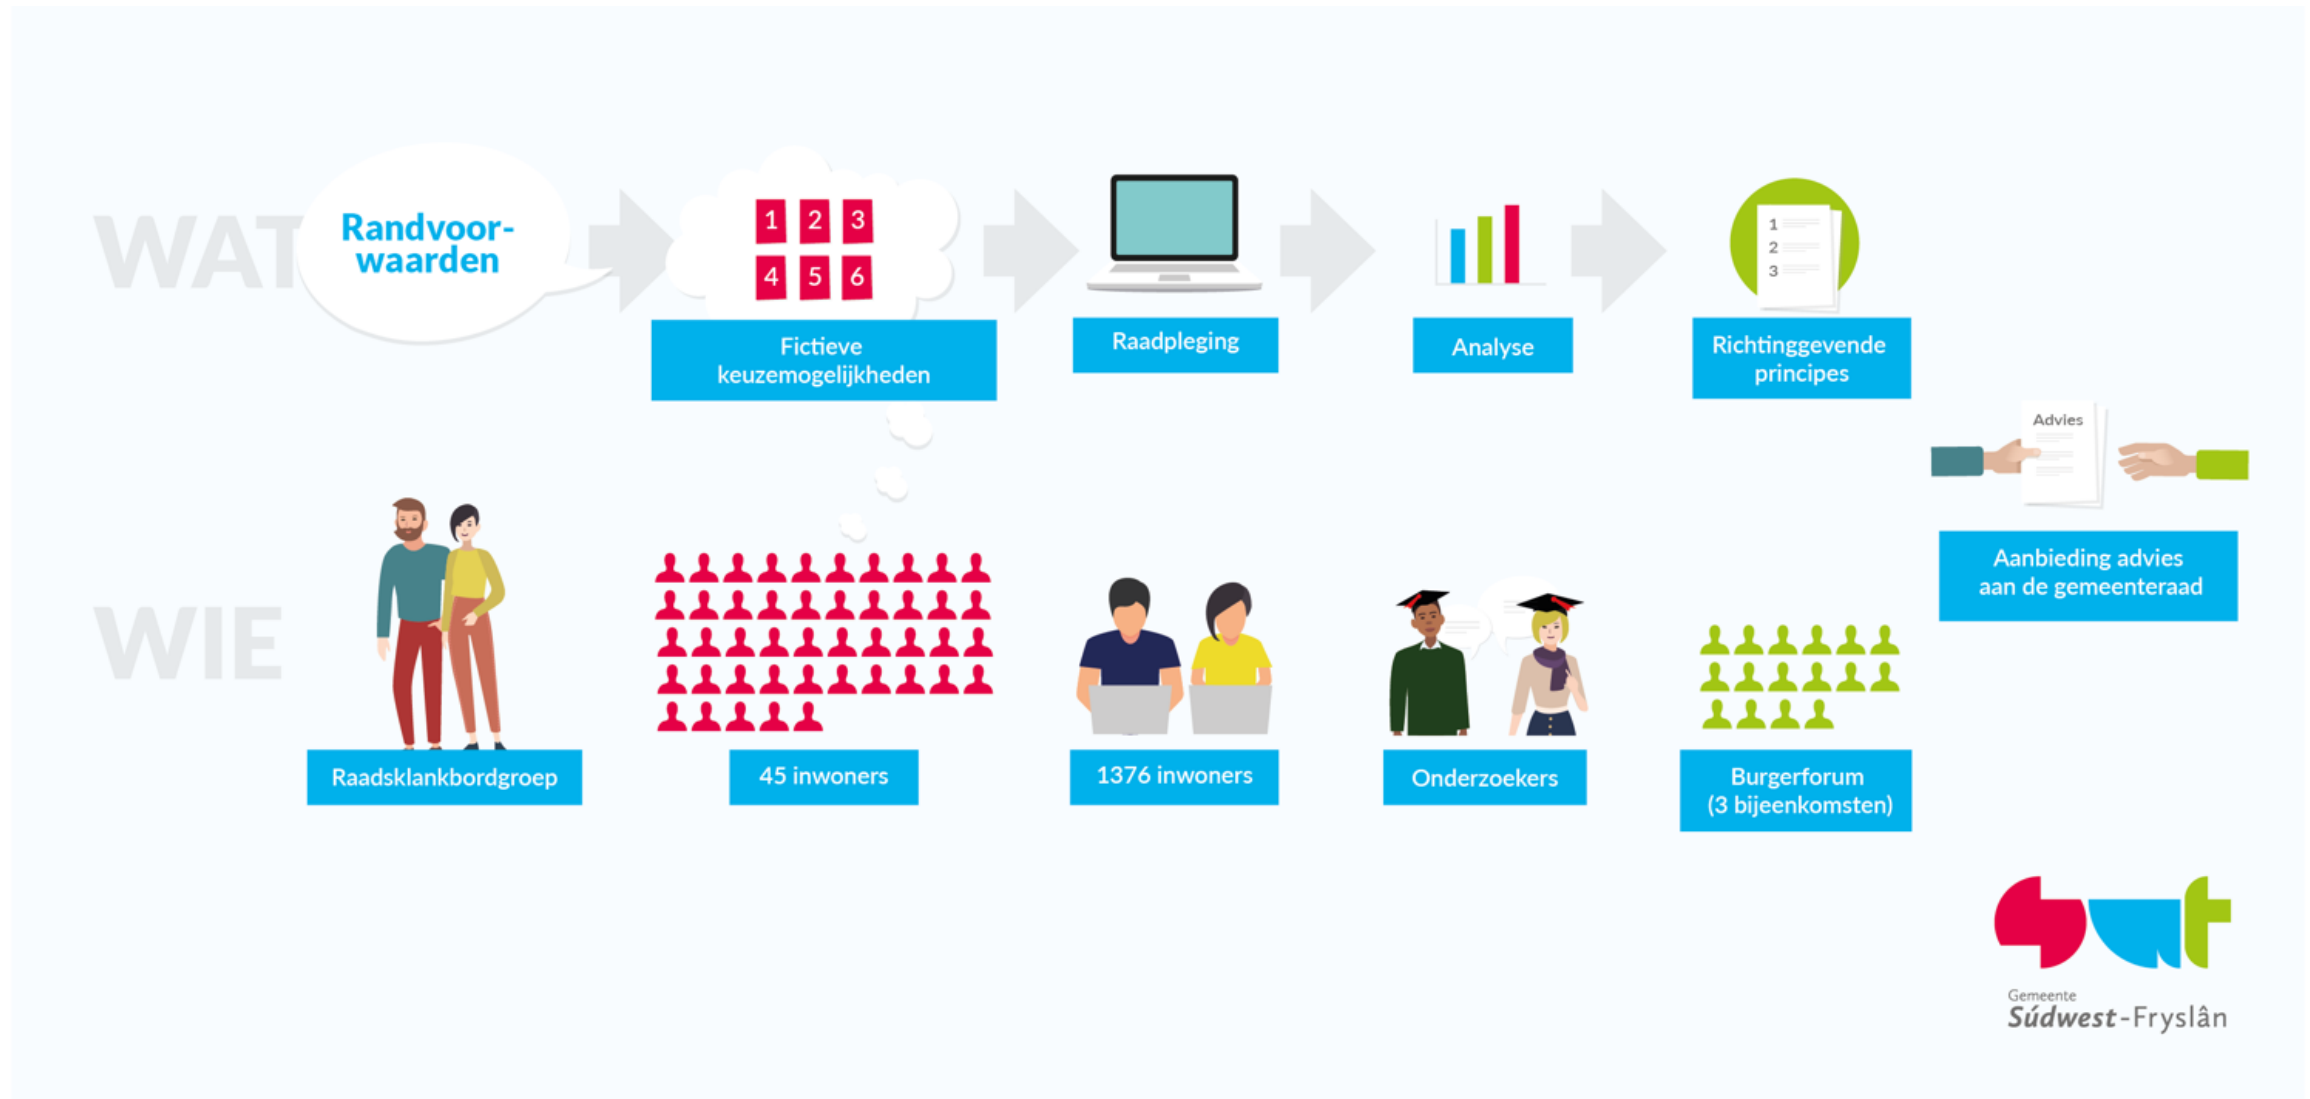 WAT
Randvoor-
waarden
1 2 3
4 5 6
Fictieve
keuzemogelijkheden
Raadpleging
Analyse
1
2
3
Richtinggevende
principes
Advies
Aanbieding advies
aan de gemeenteraad
WIE
Raadsklankbordgroep
45 inwoners
1376 inwoners
Onderzoekers
Burgerforum
(3 bijeenkomsten)
Gemeente
Súdwest-Fryslân